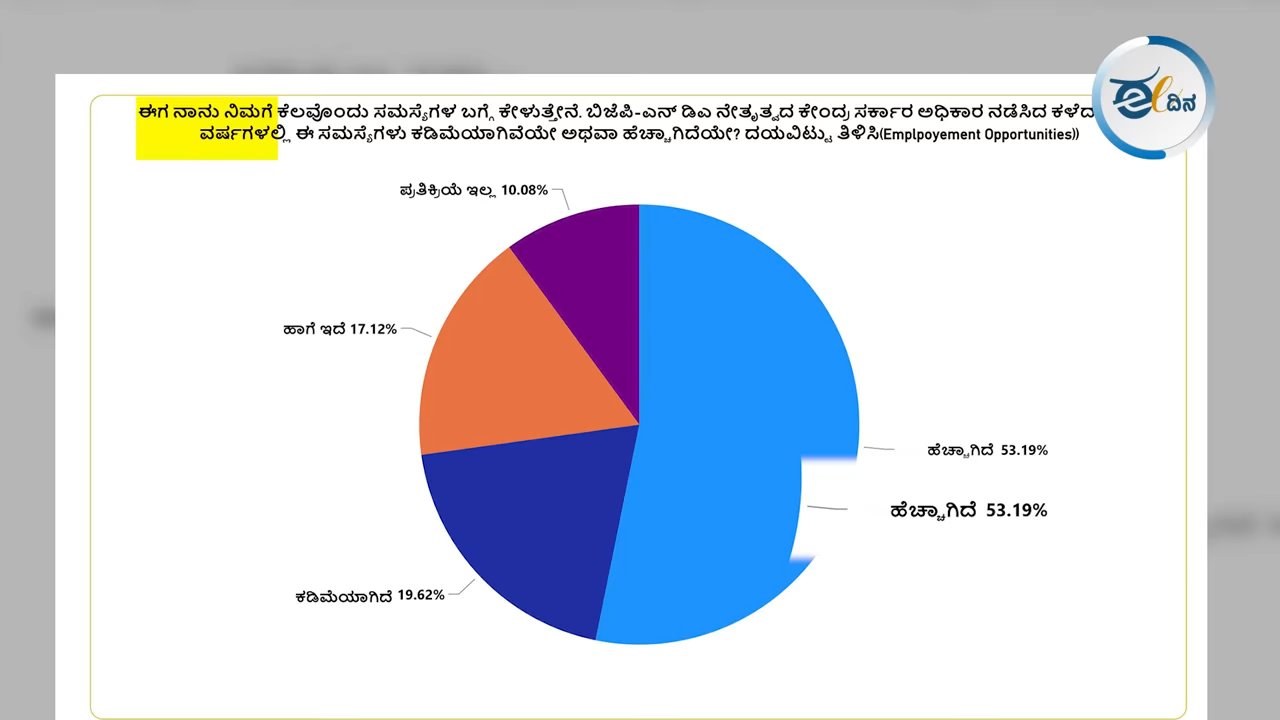 ಈಗ ನಾನು ನಿಮಗೆ ಕೆಲವೊಂದು ಸಮಸ್ಯೆಗಳ ಬಗ್ಗೆ ಕೇಳುತ್ತೇನೆ. ಬಿಜೆಪಿ-ಎನ್ ಡಿಎ ನೇತೃತ್ವದ ಕೇಂದ್ರ ಸರ್ಕಾರ ಅಧಿಕಾರ ನಡೆಸಿದ ಕಳೆದ
ವರ್ಷಗಳಲ್ಲಿ ಈ ಸಮಸ್ಯೆಗಳು ಕಡಿಮೆಯಾಗಿವೆಯೇ ಅಥವಾ ಹೆಚ್ಚಾಗಿದೆಯೇ? ದಯವಿಟ್ಟು ತಿಳಿಸಿ(Emplpoyement Opportunities))
ದಿನ
ಪ್ರತಿಕ್ರಿಯೆ ಇಲ್ಲ 10.08%
ಹಾಗೆ ಇದೆ 17.12%
ಹೆಚ್ಚಾಗಿದೆ 53.19%
ಹೆಚ್ಚಾಗಿದೆ 53.19%
ಕಡಿಮೆಯಾಗಿದೆ 19.62%